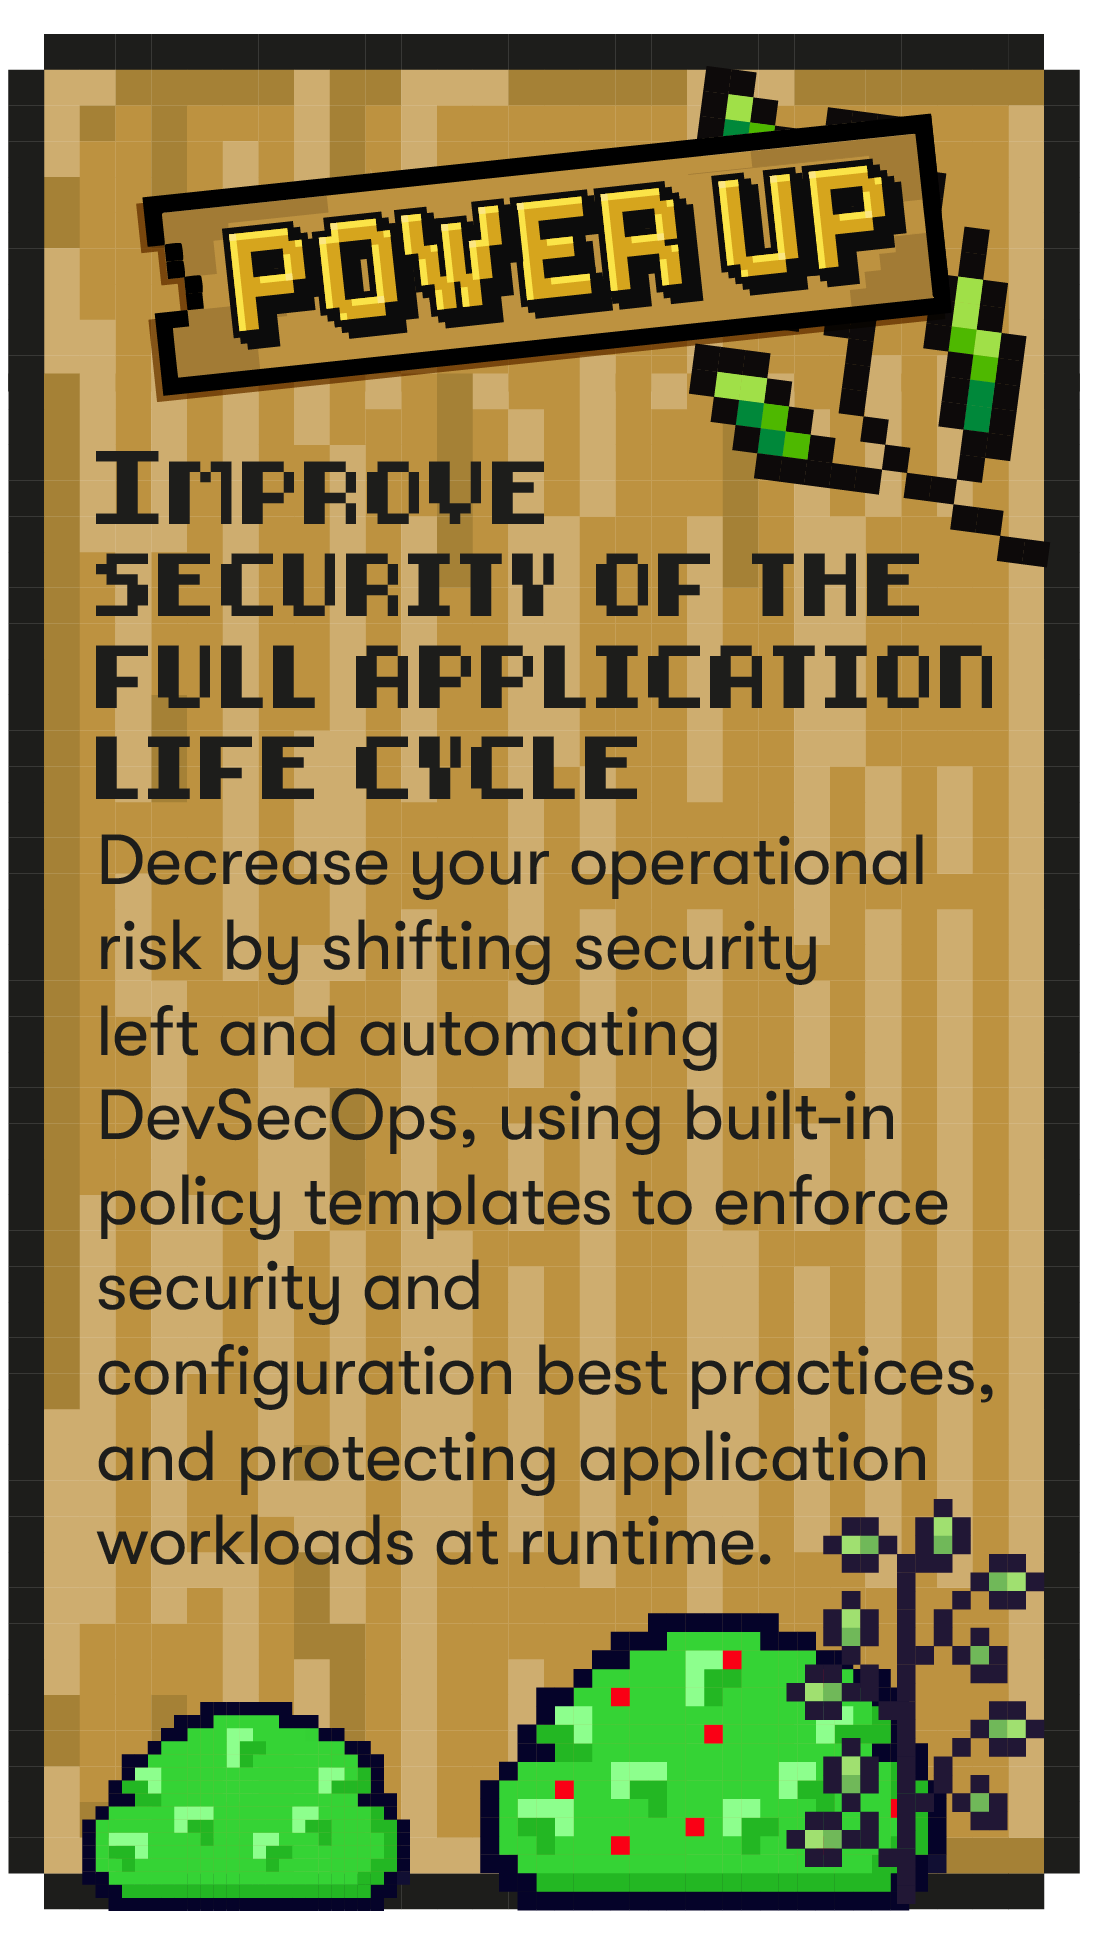 POWER UP
IMPROVE
SECURITY OF THE
FULL APPLICATION
LIFE CYCLE
Decrease your operational
risk by shifting security
left and automating
DevSecOps, using built-in
policy templates to enforce
security and
configuration best practices,
and protecting application
workloads at runtime.